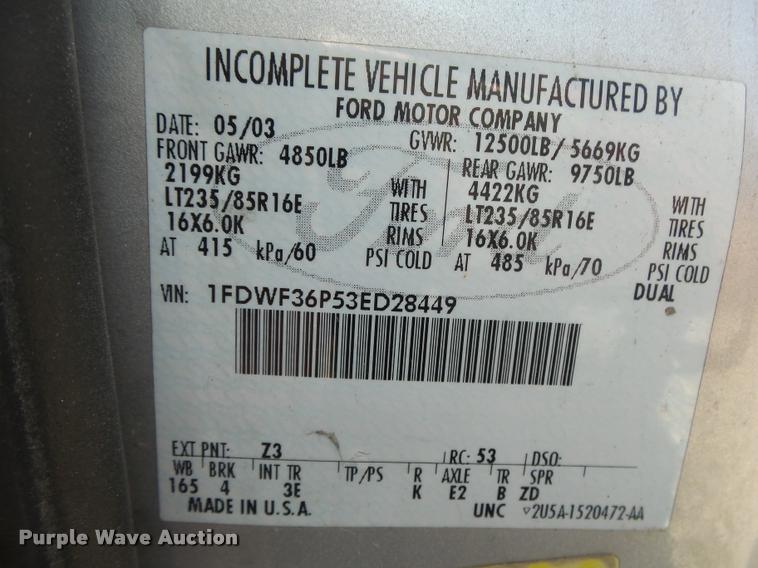 INCOMPLETE VEHICLE MANUFACTURED BY
FORD MOTOR COMPANY
DATE: 05/03 GVWR: 12500LB/ 5669KG
FRONT GAWR: 4850LB REAR GAWR: 9750LB
2199KG WITH 4422KG WITH
LT235/85R16E TIRES LT235/85R16E TIRES
16X6.0K RIMS 16X6.0K RIMS
AT 415 kPa/60 PSI COLD AT 485 kPa/70 PSI COLD
DUAL
VIN: 1FDWF36P53ED28449
Ford
EXT PNT: Z3 RC: 53 DSO:
WB BRK INT TR TP/PS R AXLE TR SPR
165 4 3E K E2 B ZD
MADE IN U.S.A. UNC ▽2U5A-1520472-AA
Purple Wave Auction